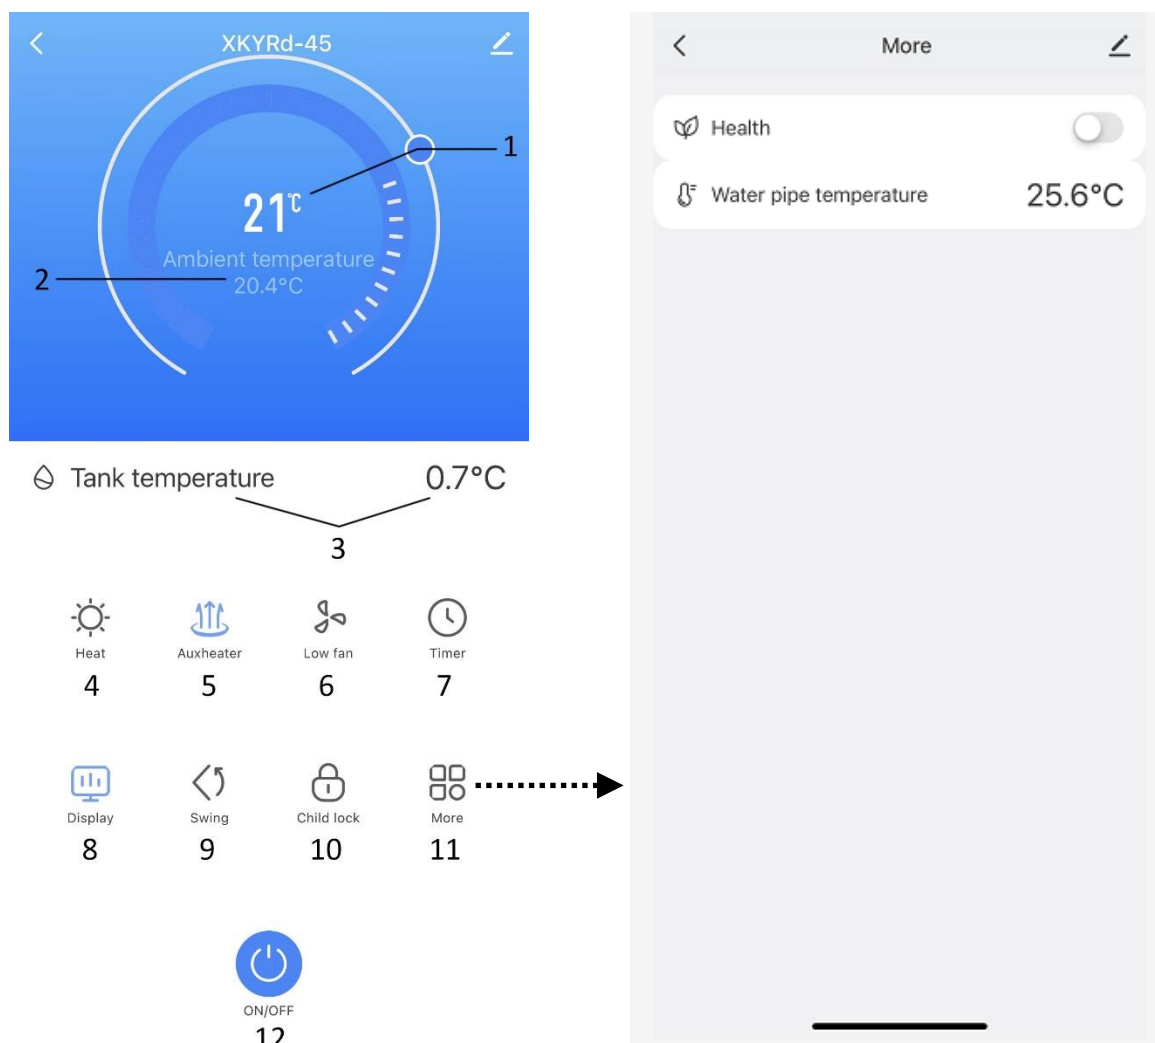 XKYRd-45
1
21°C
Ambient temperature
2
20.4°C
Tank temperature 0.7°C
3
Heat Auxheater Low fan Timer
4 5 6 7
Display Swing Child lock More
8 9 10 11
ON/OFF
12
More
Health
Water pipe temperature 25.6°C